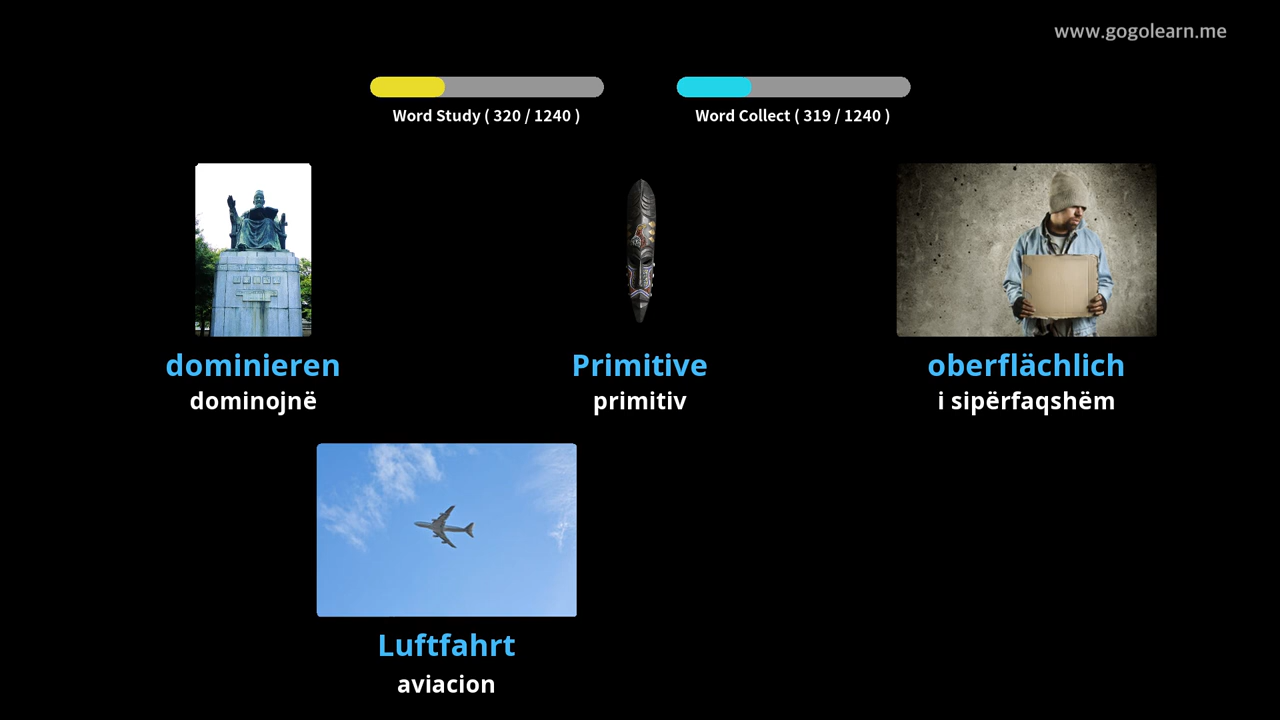 www.gogolearn.me
Word Study ( 320 / 1240 )
Word Collect ( 319 / 1240 )
dominieren
dominojnë
Primitive
primitiv
oberflächlich
i sipërfaqshëm
Luftfahrt
aviacion